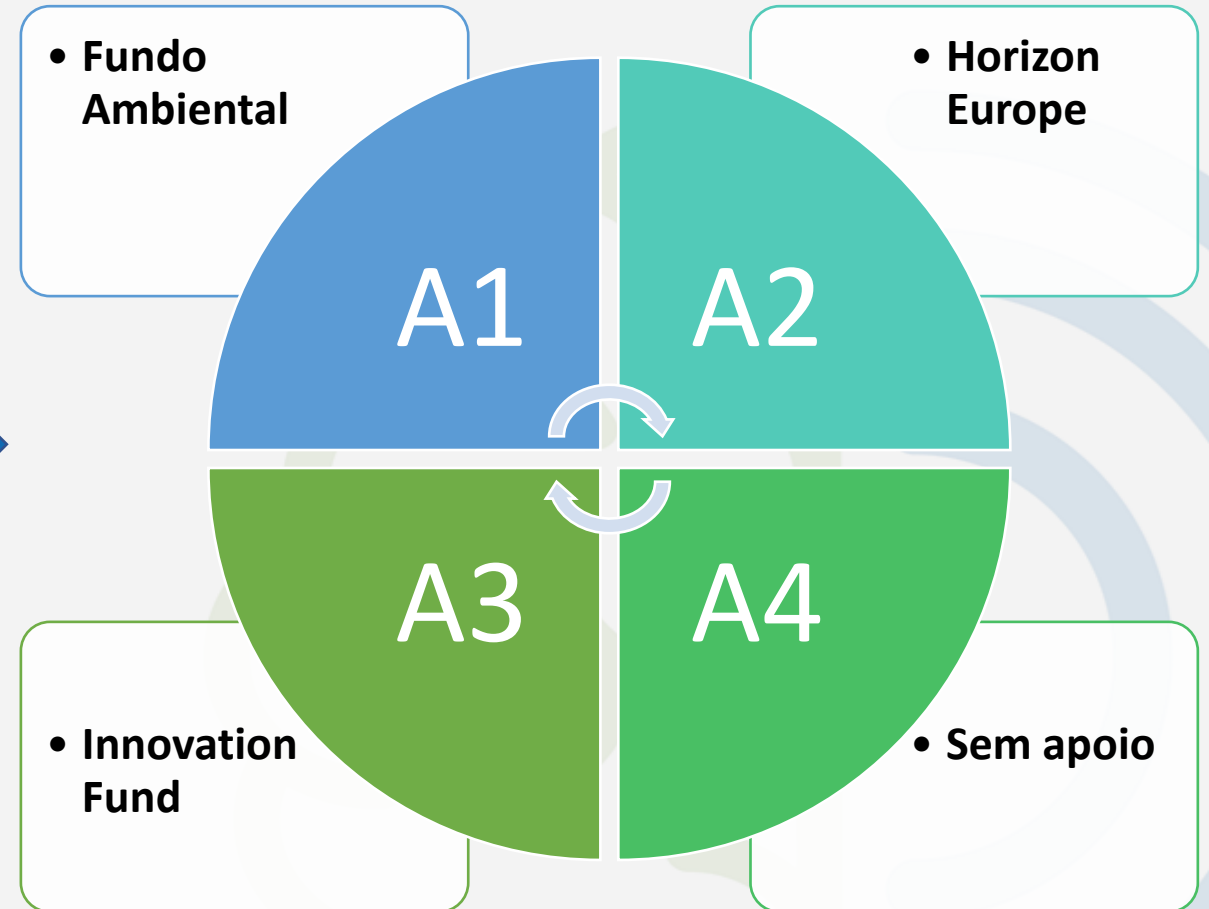 • Fundo
Ambiental
• Horizon
Europe
A1
A2
A3
A4
• Innovation
Fund
• Sem apoio